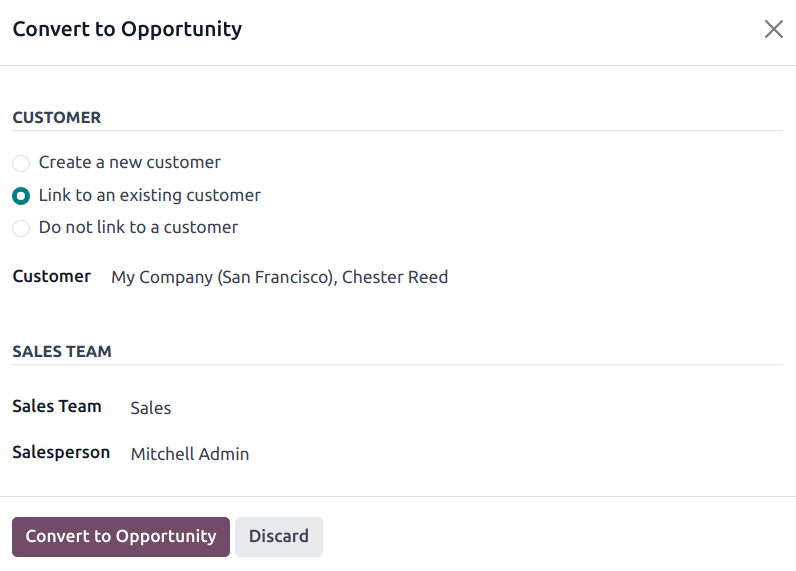 Convert to Opportunity
CUSTOMER
Create a new customer
Link to an existing customer
Do not link to a customer
Customer My Company (San Francisco), Chester Reed
SALES TEAM
Sales Team Sales
Salesperson Mitchell Admin
Convert to Opportunity Discard